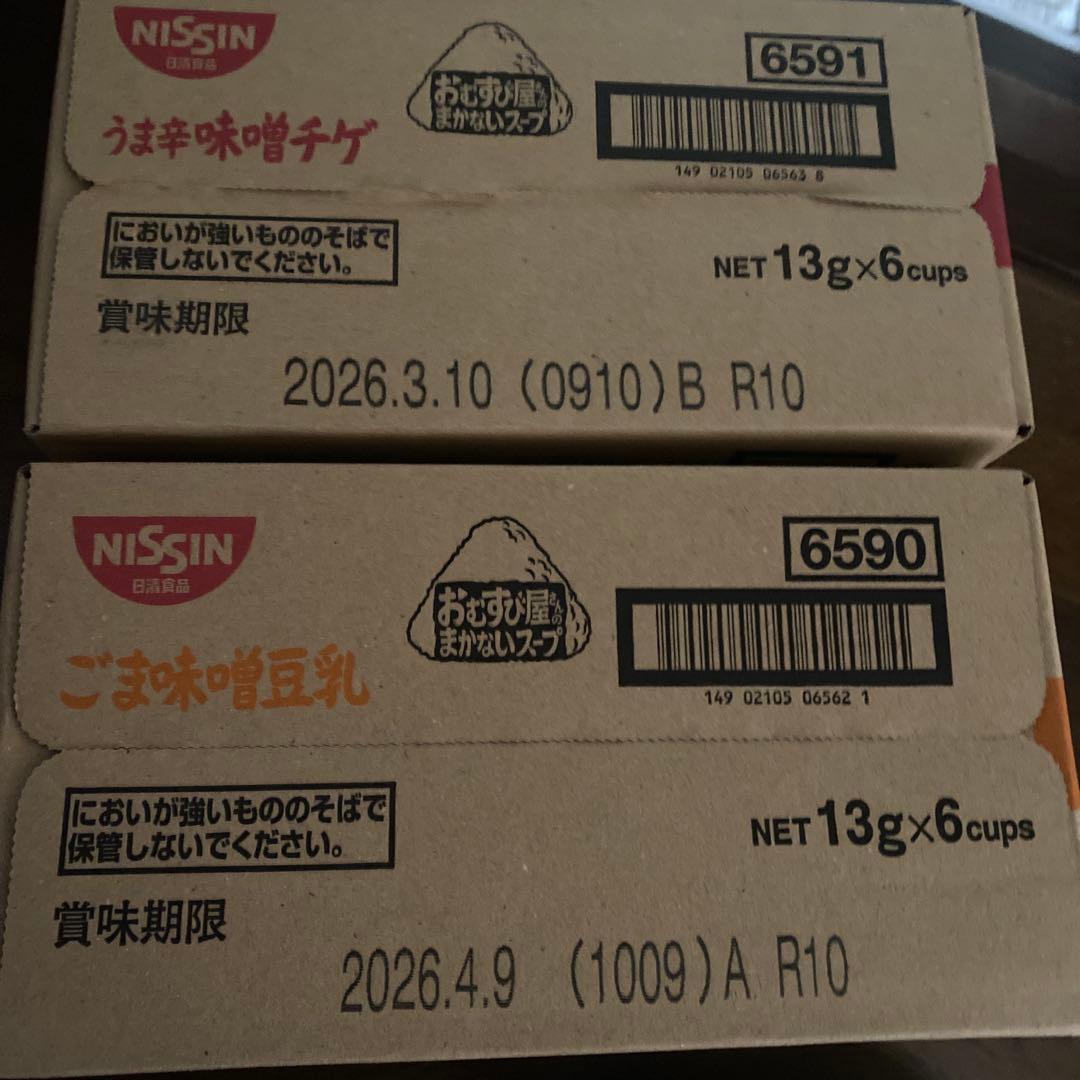 NISSIN
日清食品
うま辛味噌チゲ
おむすび屋さんの
まかないスープ
6591
149 02105 06563 8
においが強いもののそばで
保管しないでください。
NET 13g×6cups
賞味期限
2026.3.10 (0910)B R10
NISSIN
日清食品
ごま味噌豆乳
おむすび屋さんの
まかないスープ
6590
149 02105 06562 1
においが強いもののそばで
保管しないでください。
NET 13g×6cups
賞味期限
2026.4.9 (1009)A R10